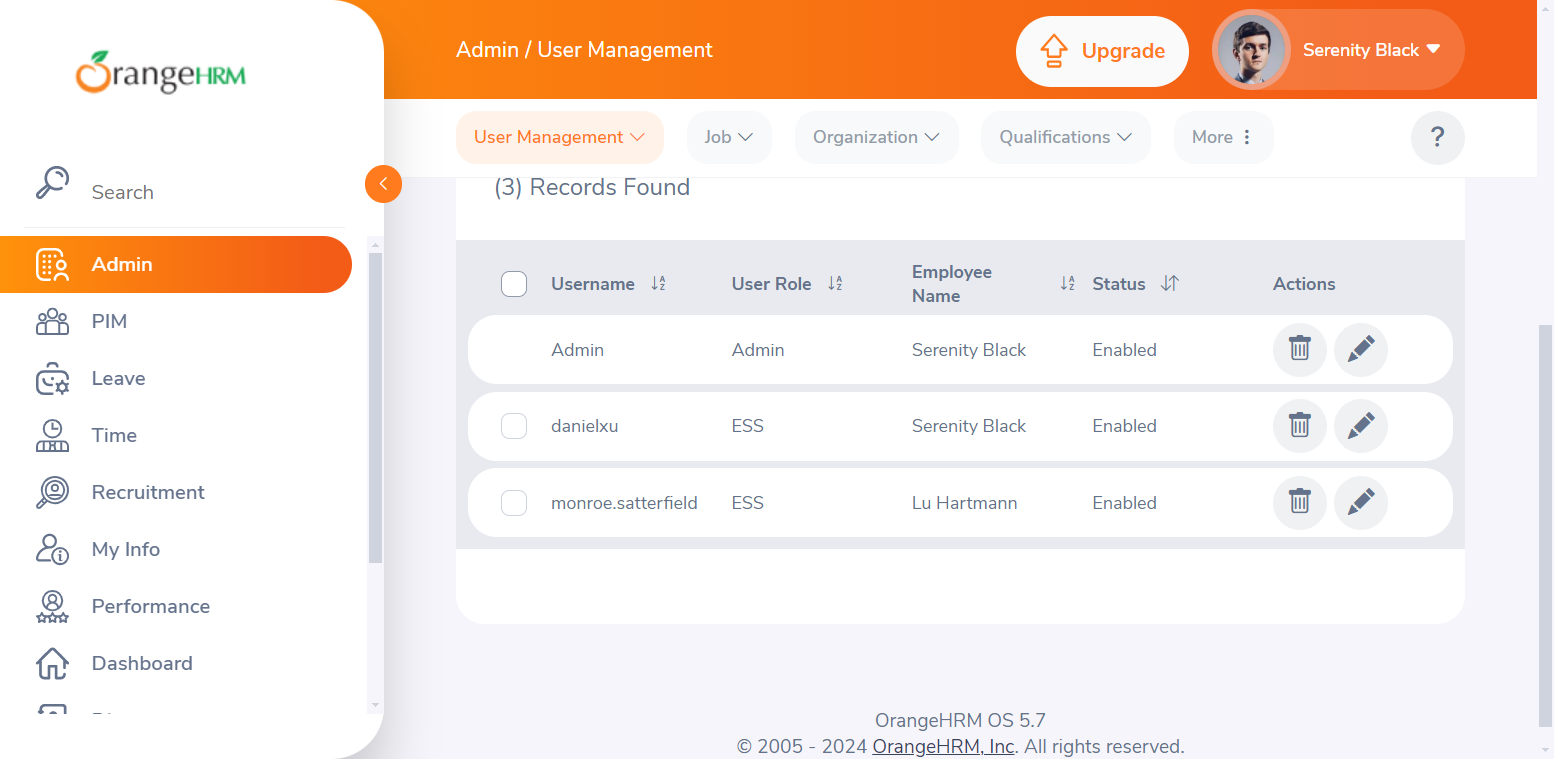 OrangeHRM
Admin / User Management
Upgrade
Serenity Black
User Management
Job
Organization
Qualifications
More
?
Search
Admin
PIM
Leave
Time
Recruitment
My Info
Performance
Dashboard
(3) Records Found
Username User Role Employee Name Status Actions
Admin Admin Serenity Black Enabled
danielxu ESS Serenity Black Enabled
monroe.satterfield ESS Lu Hartmann Enabled
OrangeHRM OS 5.7
© 2005 - 2024 OrangeHRM, Inc. All rights reserved.